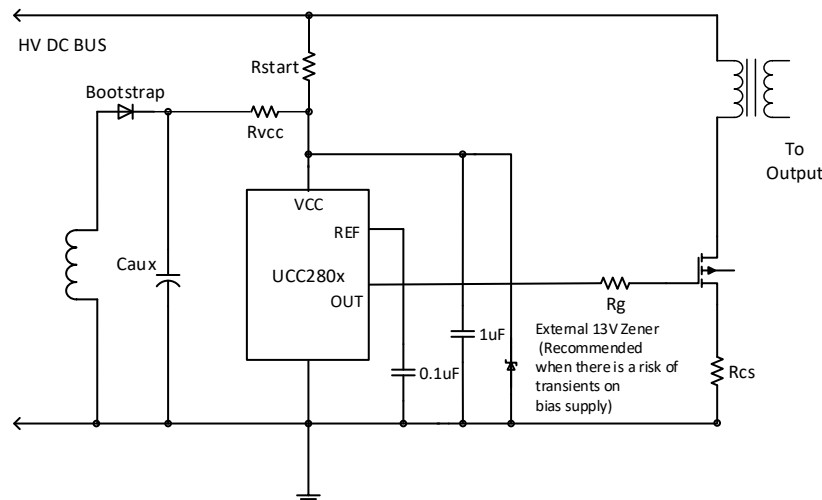 HV DC BUS
Rstart
Bootstrap
Rvcc
To
Output
VCC
REF
UCC280x
OUT
Caux
Rg
1uF
0.1uF
External 13V Zener
(Recommended
when there is a risk of
transients on
bias supply)
Rcs